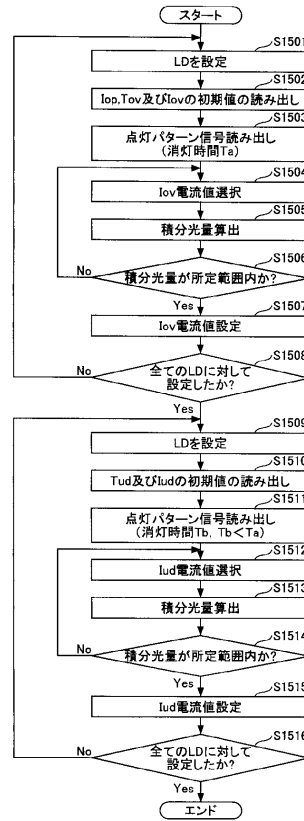 スタート
S1501
LDを設定
S1502
Iop,Tov及びIovの初期値の読み出し
S1503
点灯パターン信号読み出し
(消灯時間Ta)
S1504
Iov電流値選択
S1505
積分光量算出
S1506
No
積分光量が所定範囲内か?
Yes
S1507
Iov電流値設定
S1508
No
全てのLDに対して
設定したか?
Yes
S1509
LDを設定
S1510
Tud及びIudの初期値の読み出し
S1511
点灯パターン信号読み出し
(消灯時間Tb, Tb<Ta)
S1512
Iud電流値選択
S1513
積分光量算出
S1514
No
積分光量が所定範囲内か?
Yes
S1515
Iud電流値設定
S1516
No
全てのLDに対して
設定したか?
Yes
エンド